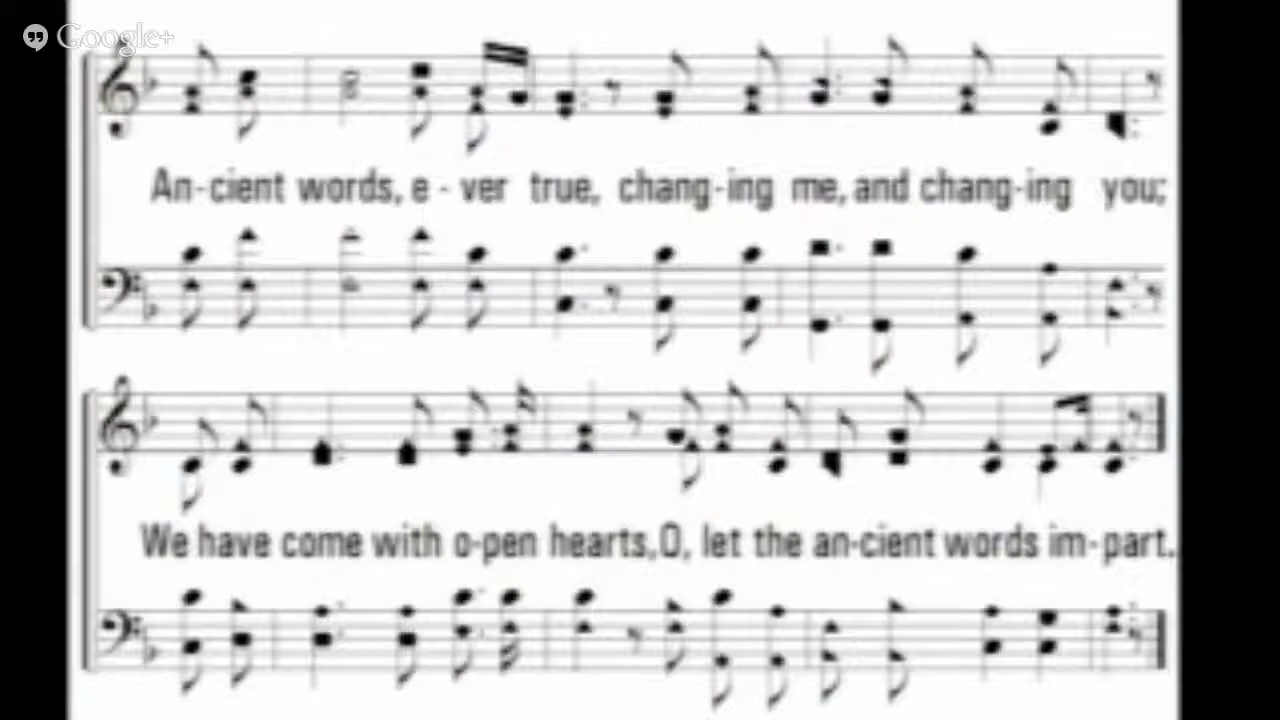 Google+
An-cient words, e - ver true, chang-ing me, and chang-ing you;
We have come with o-pen hearts, O, let the an-cient words im-part.